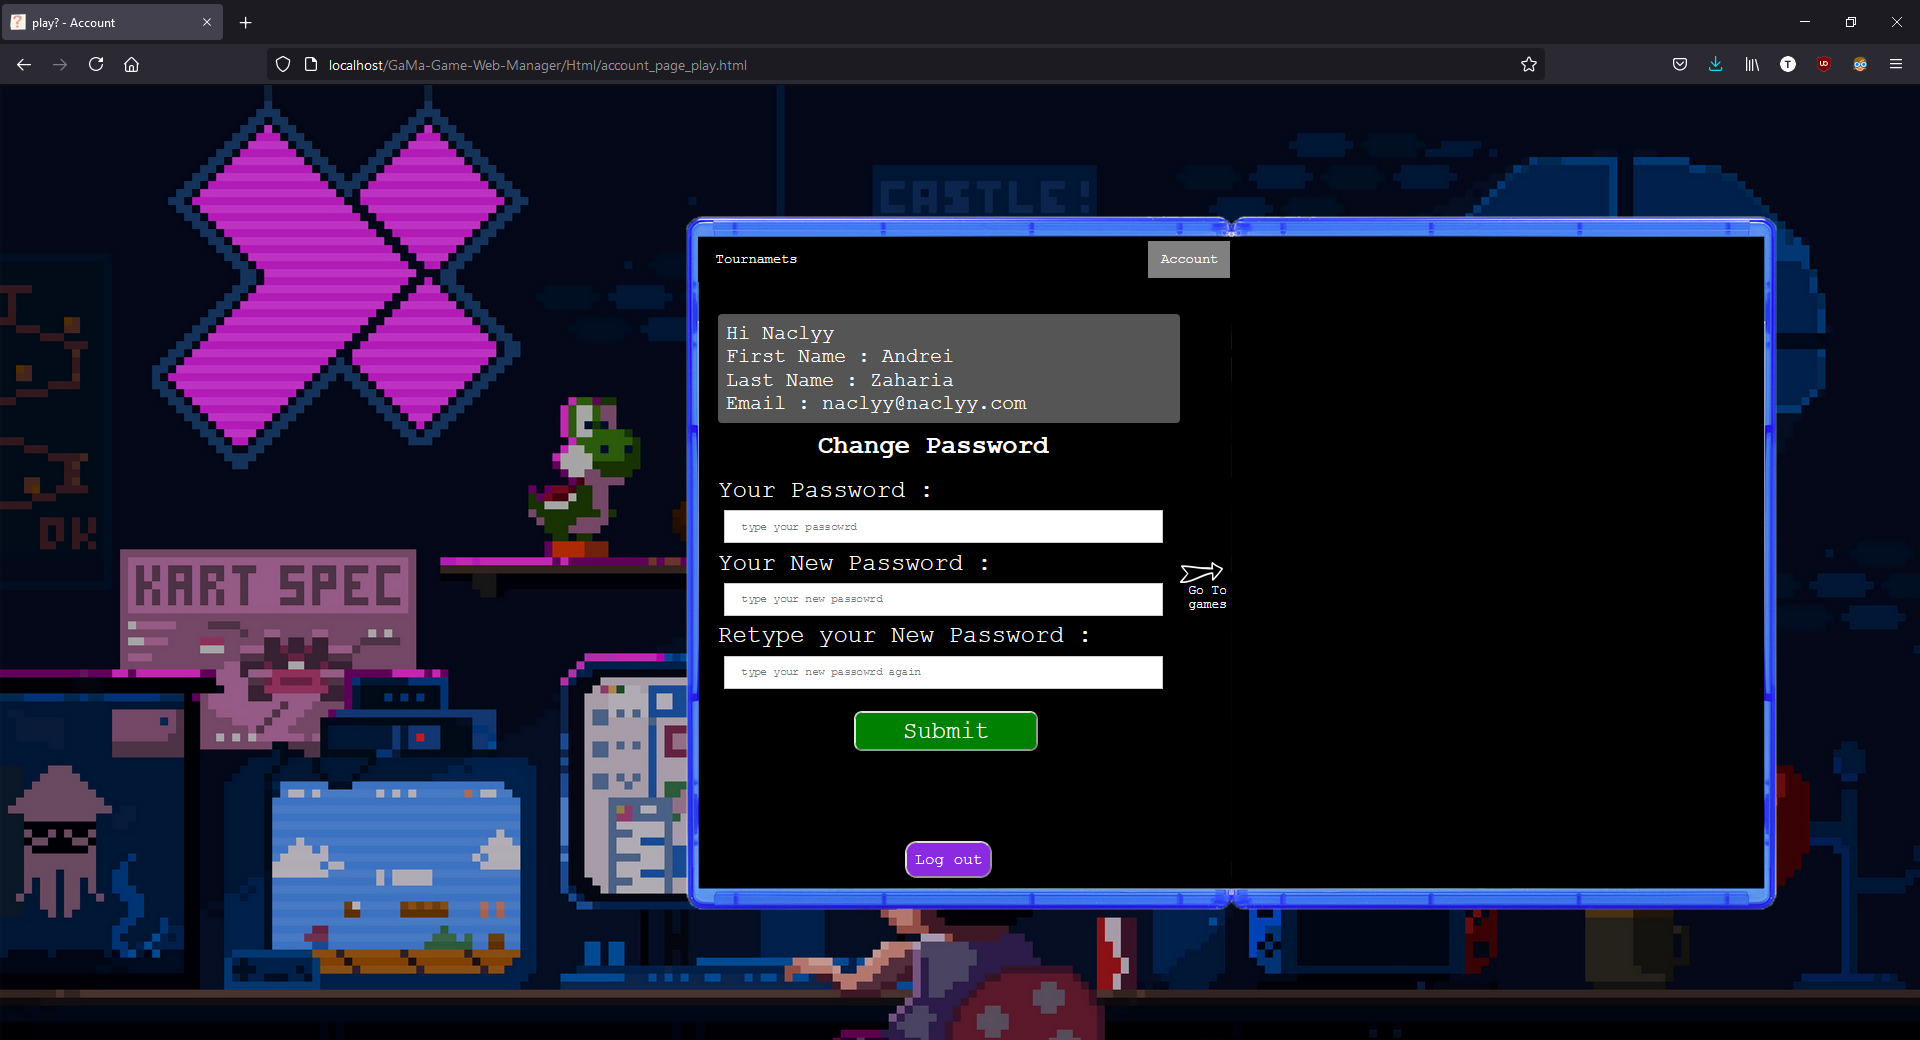 play? - Account
localhost/GaMa-Game-Web-Manager/Html/account_page_play.html
T
CASTLE!
Tournamets
Account
Hi Naclyy
First Name : Andrei
Last Name : Zaharia
Email : naclyy@naclyy.com
Change Password
Your Password :
type your passowrd
Your New Password :
type your new passowrd
Go To
games
Retype your New Password :
type your new passowrd again
Submit
Log out
DK
KART SPEC